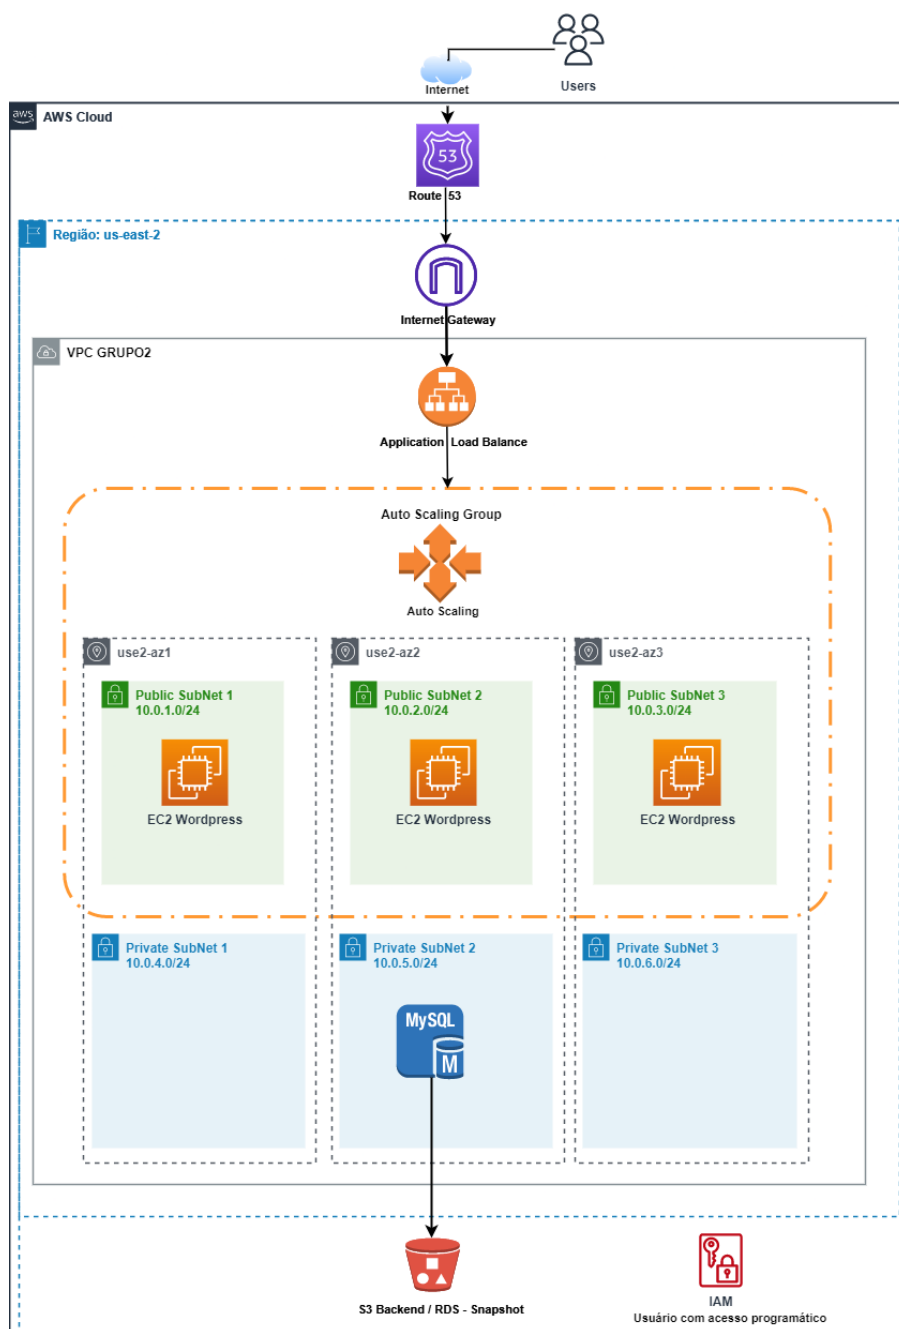 Users
Internet
aws
AWS Cloud
53
Route 53
Região: us-east-2
Internet Gateway
VPC GRUPO2
Application Load Balance
Auto Scaling Group
Auto Scaling
use2-az1
use2-az2
use2-az3
Public SubNet 1
10.0.1.0/24
Public SubNet 2
10.0.2.0/24
Public SubNet 3
10.0.3.0/24
EC2 Wordpress
EC2 Wordpress
EC2 Wordpress
Private SubNet 1
10.0.4.0/24
Private SubNet 2
10.0.5.0/24
Private SubNet 3
10.0.6.0/24
MySQL
M
S3 Backend / RDS - Snapshot
IAM
Usuário com acesso programático